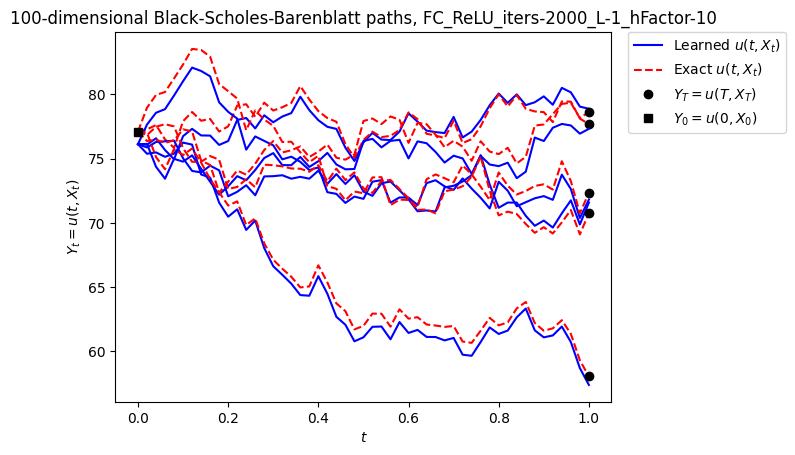 100-dimensional Black-Scholes-Barenblatt paths, FC_ReLU_iters-2000_L-1_hFactor-10
Learned u(t, X_t)
Exact u(t, X_t)
Y_T = u(T, X_T)
Y_0 = u(0, X_0)
Y_t = u(t, X_t)
80
75
70
65
60
0.0 0.2 0.4 0.6 0.8 1.0
t